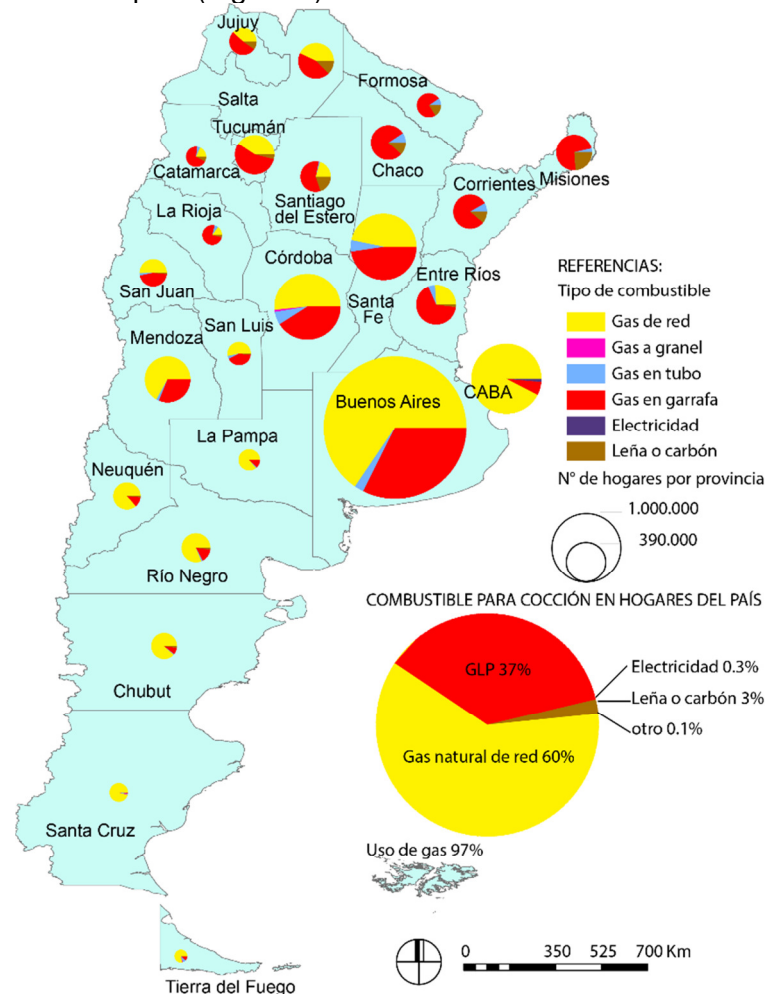 Jujuy
Formosa
Salta
Tucumán
Catamarca
Chaco
Misiones
Corrientes
Santiago
del Estero
La Rioja
Córdoba
Entre Ríos
San Juan
Santa
Fe
San Luis
Mendoza
CABA
Buenos Aires
La Pampa
Neuquén
Río Negro
Chubut
Santa Cruz
Tierra del Fuego
REFERENCIAS:
Tipo de combustible
Gas de red
Gas a granel
Gas en tubo
Gas en garrafa
Electricidad
Leña o carbón
N° de hogares por provincia
1.000.000
390.000
COMBUSTIBLE PARA COCCIÓN EN HOGARES DEL PAÍS
GLP 37%
Electricidad 0.3%
Leña o carbón 3%
otro 0.1%
Gas natural de red 60%
Uso de gas 97%
0 350 525 700 Km